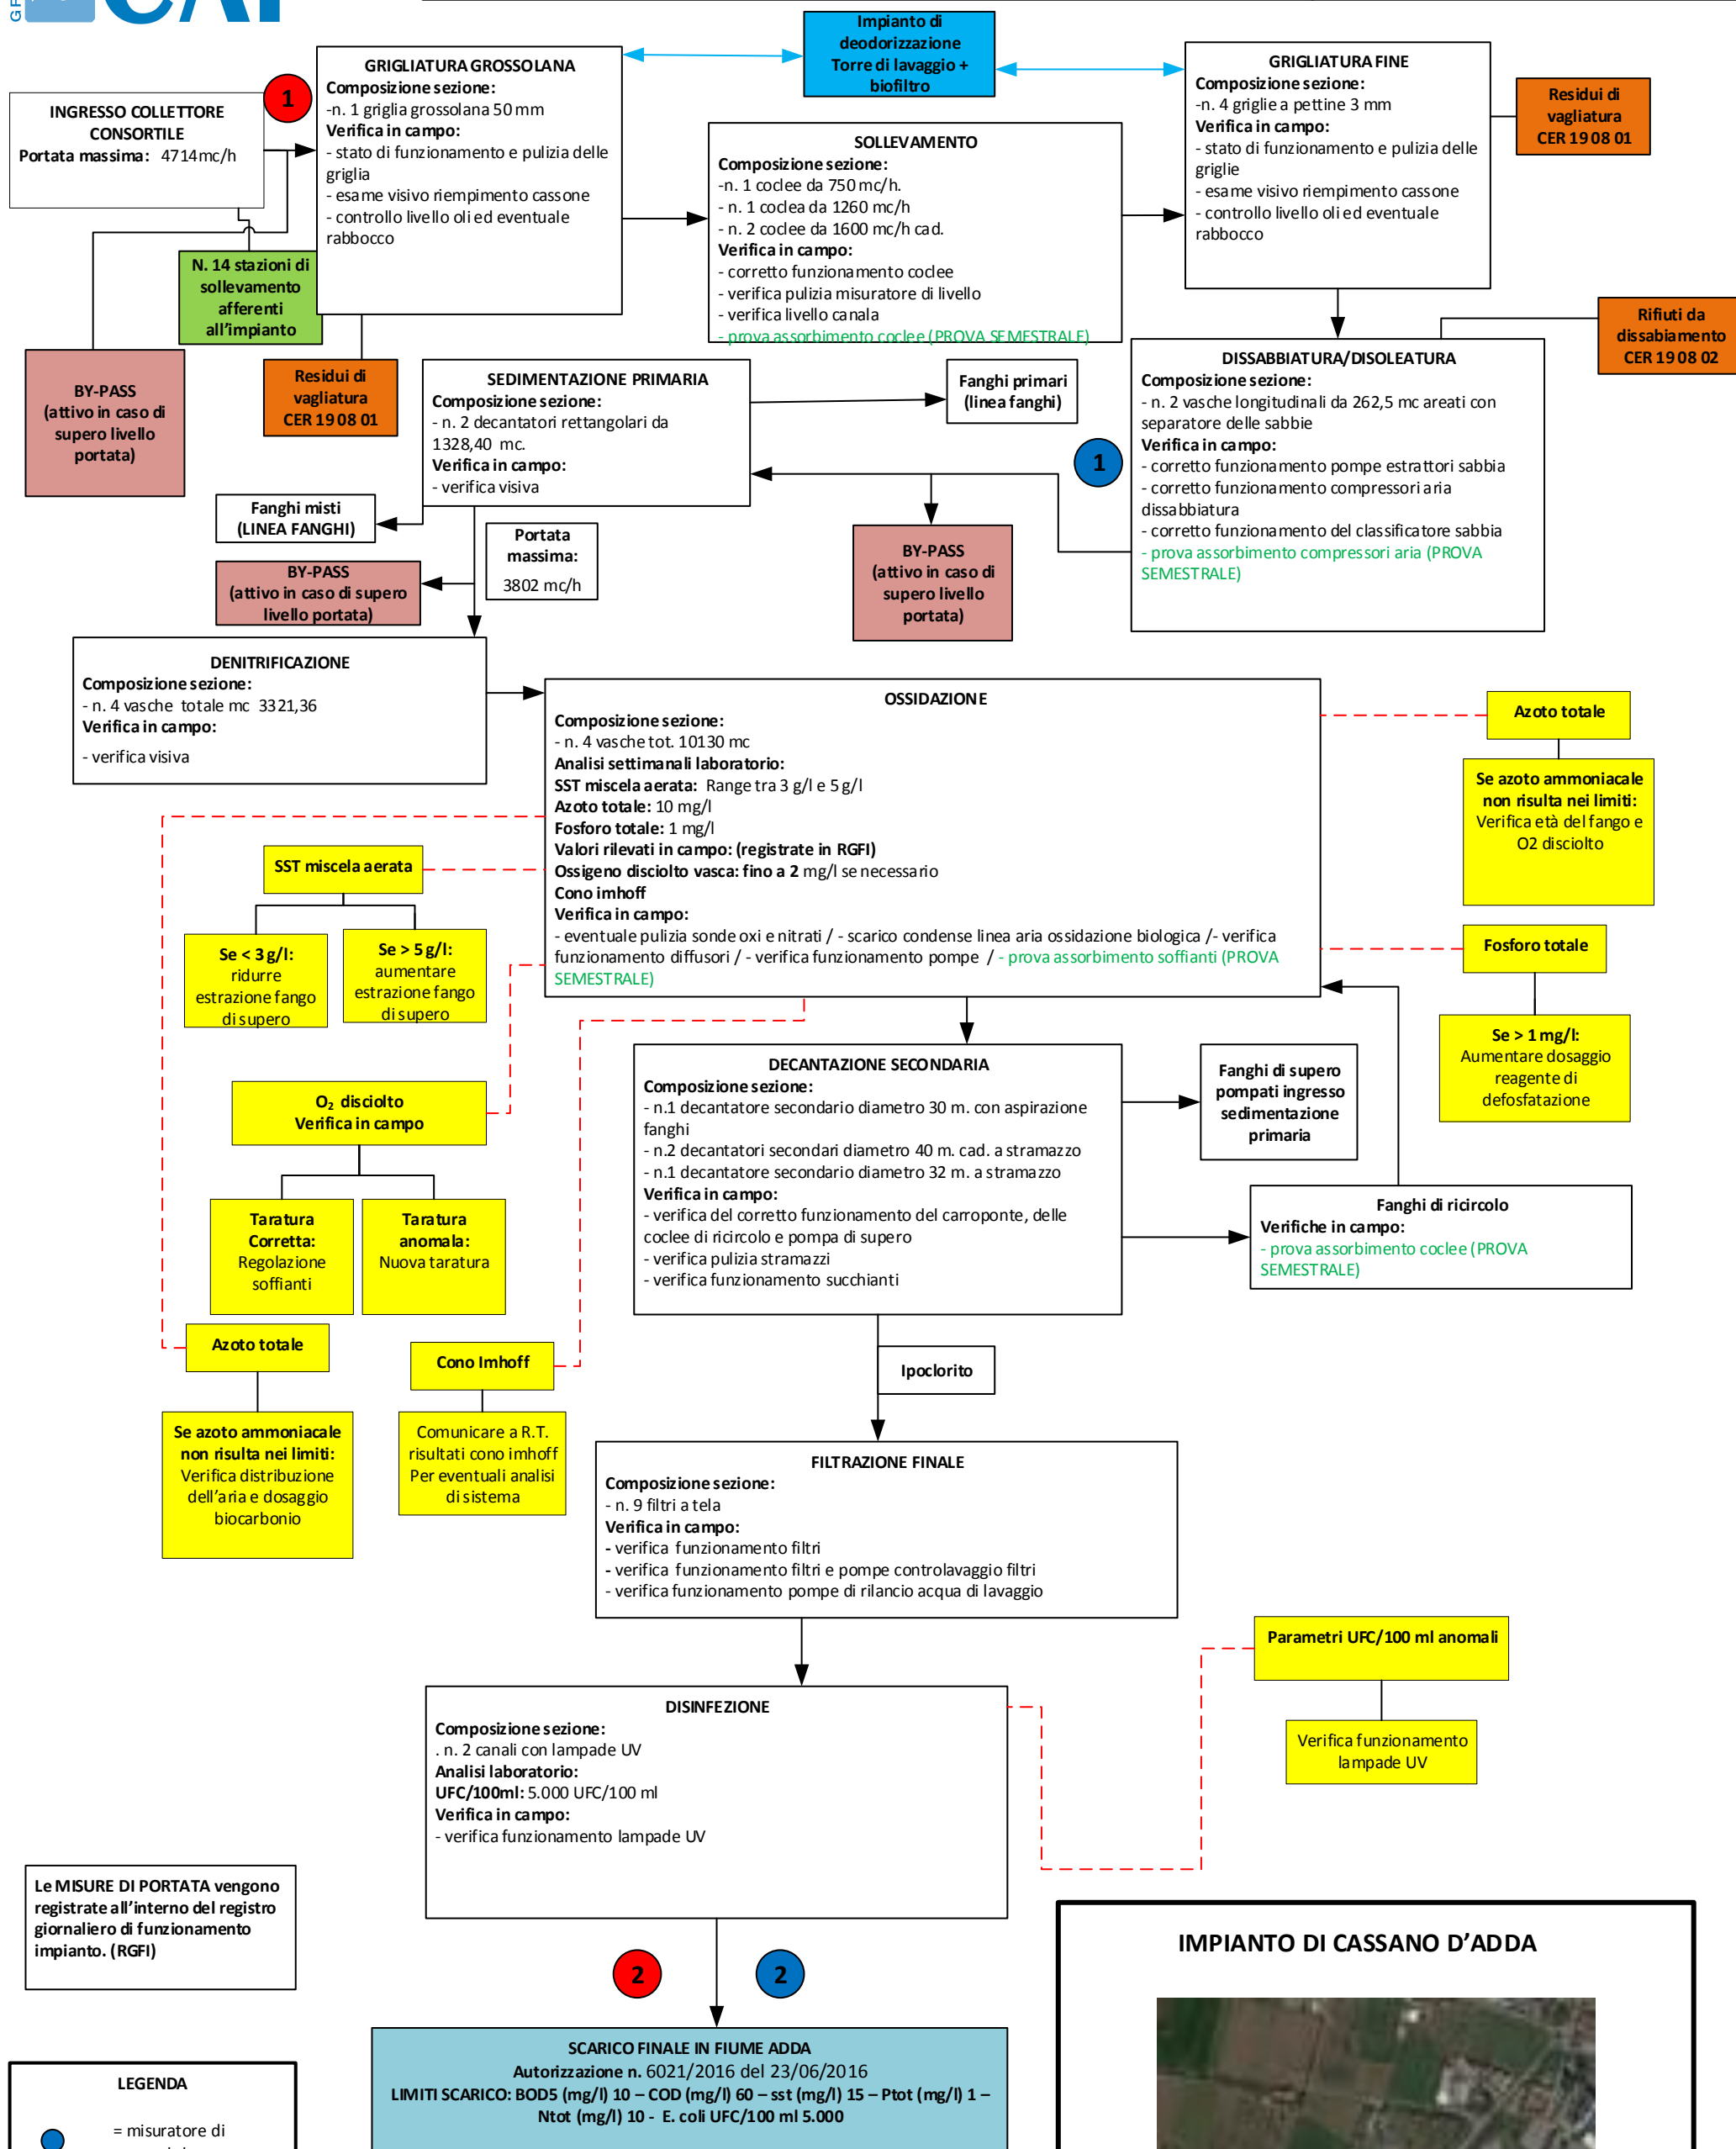 CAP
Impianto di
deodorizzazione
Torre di lavaggio +
biofiltro
INGRESSO COLLETTORE
CONSORTILE
Portata massima: 4714mc/h
1
GRIGLIATURA GROSSOLANA
Composizione sezione:
-n. 1 griglia grossolana 50 mm
Verifica in campo:
- stato di funzionamento e pulizia delle
griglia
- esame visivo riempimento cassone
- controllo livello oli ed eventuale
rabbocco
SOLLEVAMENTO
Composizione sezione:
-n. 1 coclee da 750 mc/h.
- n. 1 coclea da 1260 mc/h
- n. 2 coclee da 1600 mc/h cad.
Verifica in campo:
- corretto funzionamento coclee
- verifica pulizia misuratore di livello
- verifica livello canala
- prova assorbimento coclee (PROVA SEMESTRALE)
GRIGLIATURA FINE
Composizione sezione:
-n. 4 griglie a pettine 3 mm
Verifica in campo:
- stato di funzionamento e pulizia delle
griglie
- esame visivo riempimento cassone
- controllo livello oli ed eventuale
rabbocco
Residui di
vagliatura
CER 19 08 01
N. 14 stazioni di
sollevamento
afferenti
all'impianto
BY-PASS
(attivo in caso di
supero livello
portata)
Residui di
vagliatura
CER 19 08 01
Rifiuti da
dissabiamento
CER 19 08 02
DISSABBIATURA/DISOLEATURA
Composizione sezione:
- n. 2 vasche longitudinali da 262,5 mc areati con
separatore delle sabbie
Verifica in campo:
- corretto funzionamento pompe estrattori sabbia
- corretto funzionamento compressori aria
dissabbiatura
- corretto funzionamento del classificatore sabbia
- prova assorbimento compressori aria (PROVA
SEMESTRALE)
1
SEDIMENTAZIONE PRIMARIA
Composizione sezione:
- n. 2 decantatori rettangolari da
1328,40 mc.
Verifica in campo:
- verifica visiva
Fanghi primari
(linea fanghi)
Fanghi misti
(LINEA FANGHI)
Portata
massima:
3802 mc/h
BY-PASS
(attivo in caso di supero
livello portata)
BY-PASS
(attivo in caso di
supero livello
portata)
DENITRIFICAZIONE
Composizione sezione:
- n. 4 vasche totale mc 3321,36
Verifica in campo:
- verifica visiva
OSSIDAZIONE
Composizione sezione:
- n. 4 vasche tot. 10130 mc
Analisi settimanali laboratorio:
SST miscela aerata: Range tra 3 g/l e 5 g/l
Azoto totale: 10 mg/l
Fosforo totale: 1 mg/l
Valori rilevati in campo: (registrate in RGFI)
Ossigeno disciolto vasca: fino a 2 mg/l se necessario
Cono imhoff
Verifica in campo:
- eventuale pulizia sonde oxi e nitrati / - scarico condense linea aria ossidazione biologica /- verifica
funzionamento diffusori / - verifica funzionamento pompe / - prova assorbimento soffianti (PROVA
SEMESTRALE)
Azoto totale
Se azoto ammoniacale
non risulta nei limiti:
Verifica età del fango e
O2 disciolto
SST miscela aerata
Se < 3 g/l:
ridurre
estrazione fango
di supero
Se > 5 g/l:
aumentare
estrazione fango
di supero
Fosforo totale
Se > 1 mg/l:
Aumentare dosaggio
reagente di
defosfatazione
O2 disciolto
Verifica in campo
Taratura
Corretta:
Regolazione
soffianti
Taratura
anomala:
Nuova taratura
DECANTAZIONE SECONDARIA
Composizione sezione:
- n.1 decantatore secondario diametro 30 m. con aspirazione
fanghi
- n.2 decantatori secondari diametro 40 m. cad. a stramazzo
- n.1 decantatore secondario diametro 32 m. a stramazzo
Verifica in campo:
- verifica del corretto funzionamento del carroponte, delle
coclee di ricircolo e pompa di supero
- verifica pulizia stramazzi
- verifica funzionamento succhianti
Fanghi di supero
pompati ingresso
sedimentazione
primaria
Fanghi di ricircolo
Verifiche in campo:
- prova assorbimento coclee (PROVA
SEMESTRALE)
Azoto totale
Se azoto ammoniacale
non risulta nei limiti:
Verifica distribuzione
dell'aria e dosaggio
biocarbonio
Cono Imhoff
Comunicare a R.T.
risultati cono imhoff
Per eventuali analisi
di sistema
Ipoclorito
FILTRAZIONE FINALE
Composizione sezione:
- n. 9 filtri a tela
Verifica in campo:
- verifica funzionamento filtri
- verifica funzionamento filtri e pompe controlavaggio filtri
- verifica funzionamento pompe di rilancio acqua di lavaggio
Parametri UFC/100 ml anomali
Verifica funzionamento
lampade UV
DISINFEZIONE
Composizione sezione:
. n. 2 canali con lampade UV
Analisi laboratorio:
UFC/100ml: 5.000 UFC/100 ml
Verifica in campo:
- verifica funzionamento lampade UV
Le MISURE DI PORTATA vengono
registrate all'interno del registro
giornaliero di funzionamento
impianto. (RGFI)
2
2
SCARICO FINALE IN FIUME ADDA
Autorizzazione n. 6021/2016 del 23/06/2016
LIMITI SCARICO: BOD5 (mg/l) 10 – COD (mg/l) 60 – sst (mg/l) 15 – Ptot (mg/l) 1 –
Ntot (mg/l) 10 - E. coli UFC/100 ml 5.000
IMPIANTO DI CASSANO D'ADDA
LEGENDA
= misuratore di